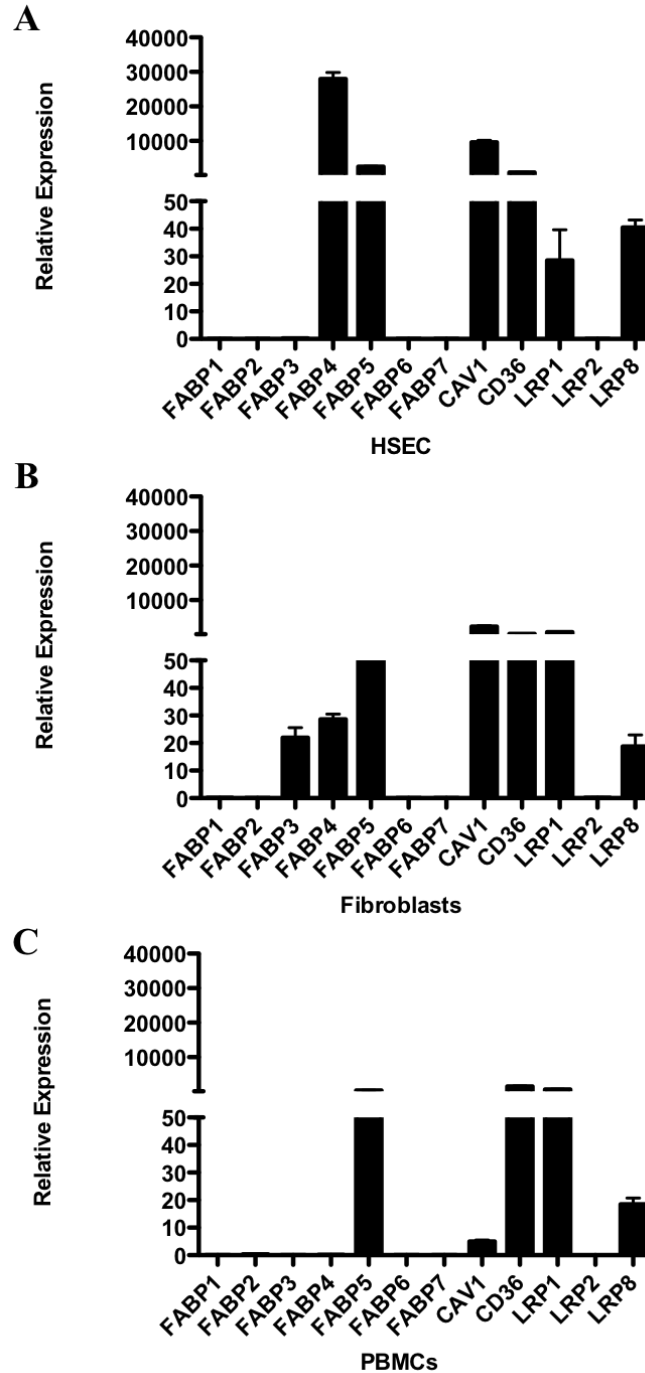 A
Relative Expression
40000
30000
20000
10000
50
40
30
20
10
0
FABP1 FABP2 FABP3 FABP4 FABP5 FABP6 FABP7 CAV1 CD36 LRP1 LRP2 LRP8
HSEC
B
Relative Expression
40000
30000
20000
10000
50
40
30
20
10
0
FABP1 FABP2 FABP3 FABP4 FABP5 FABP6 FABP7 CAV1 CD36 LRP1 LRP2 LRP8
Fibroblasts
C
Relative Expression
40000
30000
20000
10000
50
40
30
20
10
0
FABP1 FABP2 FABP3 FABP4 FABP5 FABP6 FABP7 CAV1 CD36 LRP1 LRP2 LRP8
PBMCs